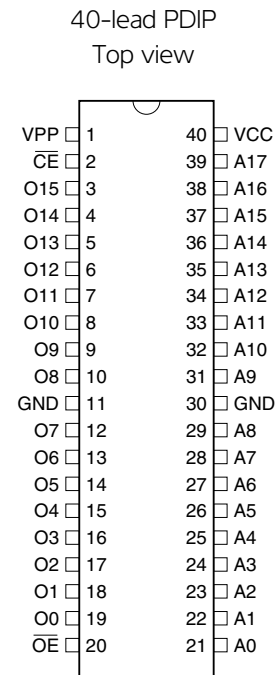 40-lead PDIP
Top view
VPP 1 40 VCC
C̅E̅ 2 39 A17
O15 3 38 A16
O14 4 37 A15
O13 5 36 A14
O12 6 35 A13
O11 7 34 A12
O10 8 33 A11
O9 9 32 A10
O8 10 31 A9
GND 11 30 GND
O7 12 29 A8
O6 13 28 A7
O5 14 27 A6
O4 15 26 A5
O3 16 25 A4
O2 17 24 A3
O1 18 23 A2
O0 19 22 A1
O̅E̅ 20 21 A0